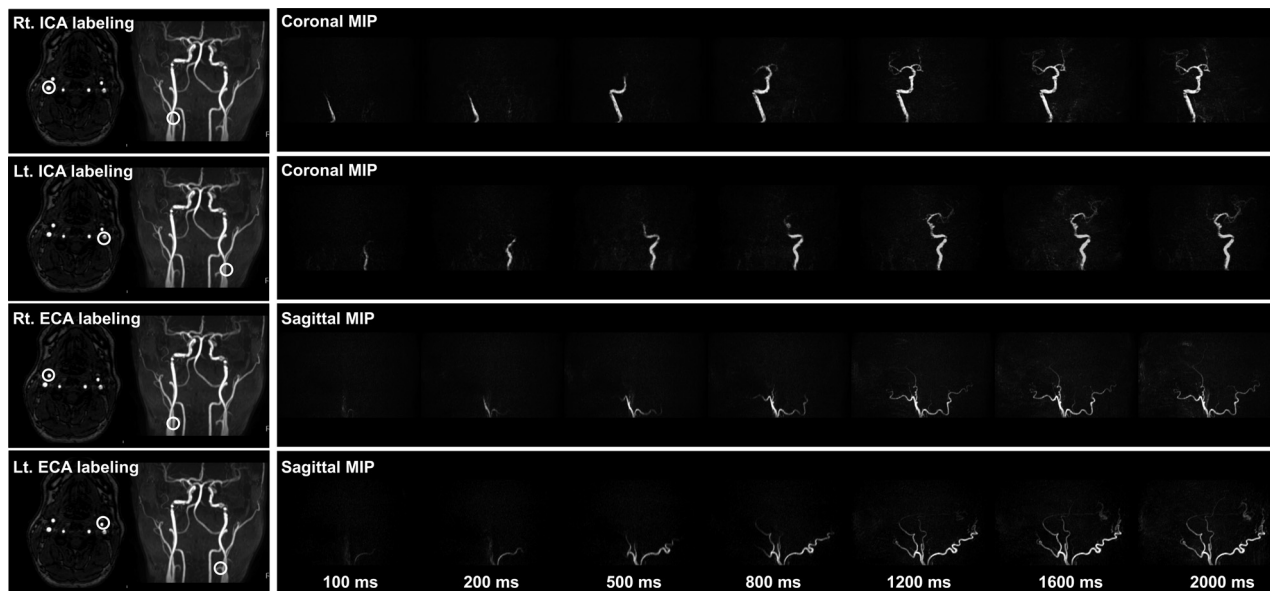 Rt. ICA labeling
Coronal MIP
Lt. ICA labeling
Coronal MIP
Rt. ECA labeling
Sagittal MIP
Lt. ECA labeling
Sagittal MIP
100 ms 200 ms 500 ms 800 ms 1200 ms 1600 ms 2000 ms